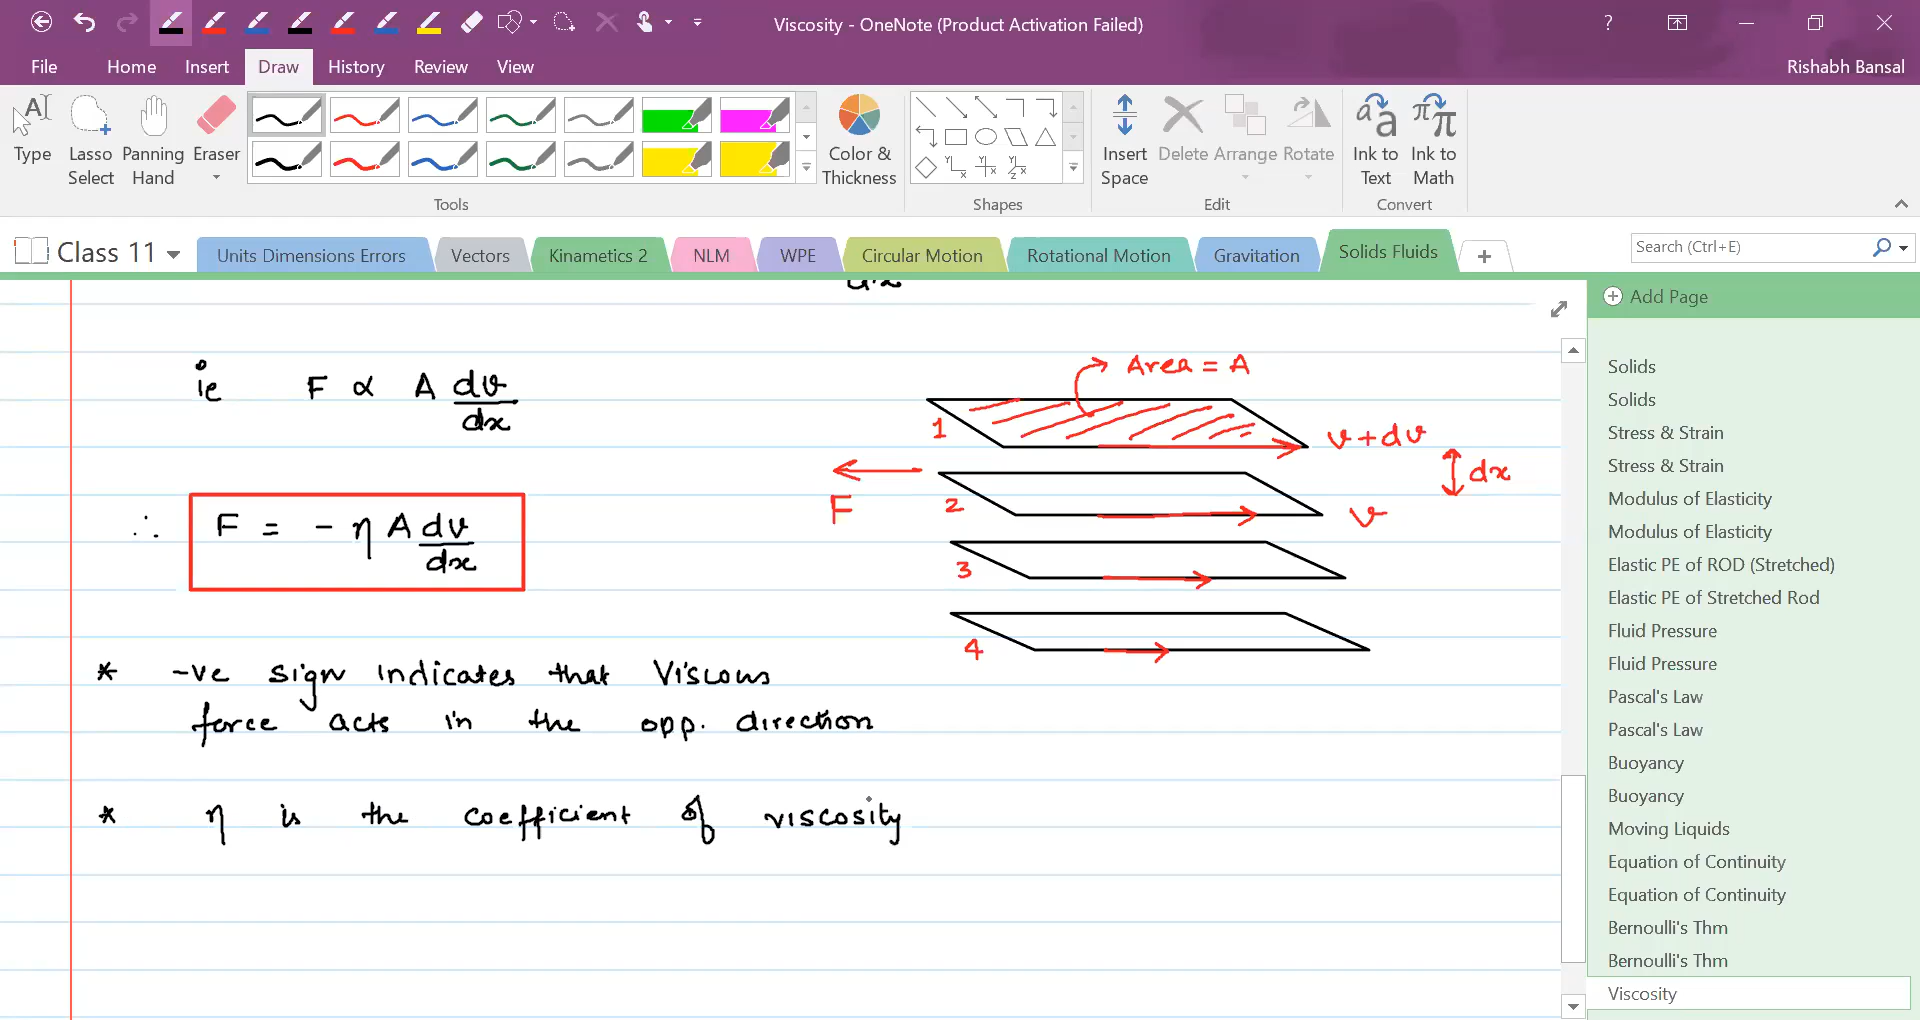 Viscosity - OneNote (Product Activation Failed)
?
File Home Insert Draw History Review View
Rishabh Bansal
Type
Lasso Select
Panning Hand
Eraser
Color & Thickness
Insert Space
Delete
Arrange
Rotate
Ink to Text
Ink to Math
Tools
Shapes
Edit
Convert
Class 11
Units Dimensions Errors
Vectors
Kinametics 2
NLM
WPE
Circular Motion
Rotational Motion
Gravitation
Solids Fluids
+
Search (Ctrl+E)
Add Page
Solids
Solids
Stress & Strain
Stress & Strain
Modulus of Elasticity
Modulus of Elasticity
Elastic PE of ROD (Stretched)
Elastic PE of Stretched Rod
Fluid Pressure
Fluid Pressure
Pascal's Law
Pascal's Law
Buoyancy
Buoyancy
Moving Liquids
Equation of Continuity
Equation of Continuity
Bernoulli's Thm
Bernoulli's Thm
Viscosity
dx
ie F ∝ A dv/dx
∴ F = - η A dv/dx
* -ve sign indicates that Viscous
force acts in the opp. direction
* η is the coefficient of viscosity
Area = A
1
v + dv
dx
F
2
v
3
4